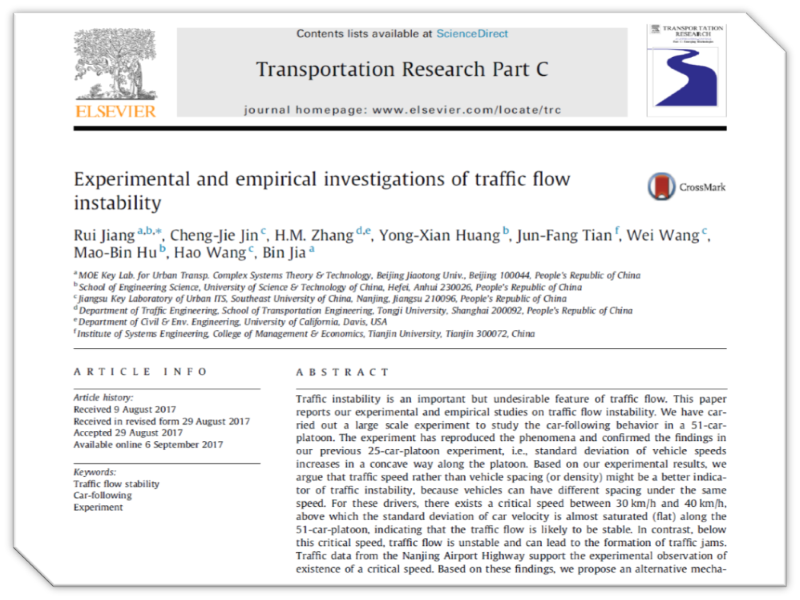 Contents lists available at ScienceDirect
TRANSPORTATION
RESEARCH
Transportation Research Part C
ELSEVIER
journal homepage: www.elsevier.com/locate/trc
Experimental and empirical investigations of traffic flow
instability
CrossMark
Rui Jiang a,b,*, Cheng-Jie Jin c, H.M. Zhang d,e, Yong-Xian Huang b, Jun-Fang Tian f, Wei Wang c,
Mao-Bin Hu b, Hao Wang c, Bin Jia a
a MOE Key Lab. for Urban Transp. Complex Systems Theory & Technology, Beijing Jiaotong Univ., Beijing 100044, People's Republic of China
b School of Engineering Science, University of Science & Technology of China, Hefei, Anhui 230026, People's Republic of China
c Jiangsu Key Laboratory of Urban ITS, Southeast University of China, Nanjing, Jiangsu 210096, People's Republic of China
d Department of Traffic Engineering, School of Transportation Engineering, Tongji University, Shanghai 200092, People's Republic of China
e Department of Civil & Env. Engineering, University of California, Davis, USA
f Institute of Systems Engineering, College of Management & Economics, Tianjin University, Tianjin 300072, China
ARTICLE INFO
Article history:
Received 9 August 2017
Received in revised form 29 August 2017
Accepted 29 August 2017
Available online 6 September 2017
Keywords:
Traffic flow stability
Car-following
Experiment
ABSTRACT
Traffic instability is an important but undesirable feature of traffic flow. This paper
reports our experimental and empirical studies on traffic flow instability. We have car-
ried out a large scale experiment to study the car-following behavior in a 51-car-
platoon. The experiment has reproduced the phenomena and confirmed the findings in
our previous 25-car-platoon experiment, i.e., standard deviation of vehicle speeds
increases in a concave way along the platoon. Based on our experimental results, we
argue that traffic speed rather than vehicle spacing (or density) might be a better indica-
tor of traffic instability, because vehicles can have different spacing under the same
speed. For these drivers, there exists a critical speed between 30 km/h and 40 km/h,
above which the standard deviation of car velocity is almost saturated (flat) along the
51-car-platoon, indicating that the traffic flow is likely to be stable. In contrast, below
this critical speed, traffic flow is unstable and can lead to the formation of traffic jams.
Traffic data from the Nanjing Airport Highway support the experimental observation of
existence of a critical speed. Based on these findings, we propose an alternative mecha-